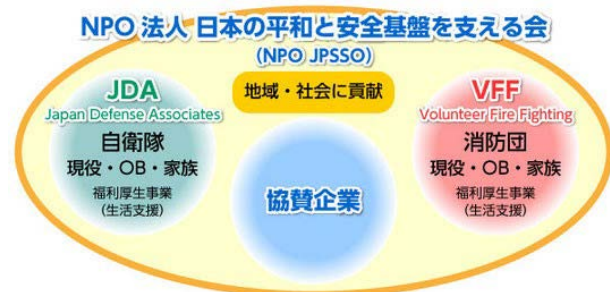 NPO 法人 日本の平和と安全基盤を支える会
(NPO JPSSO)
JDA
Japan Defense Associates
自衛隊
現役・OB・家族
福利厚生事業
(生活支援)
地域・社会に貢献
協賛企業
VFF
Volunteer Fire Fighting
消防団
現役・OB・家族
福利厚生事業
(生活支援)